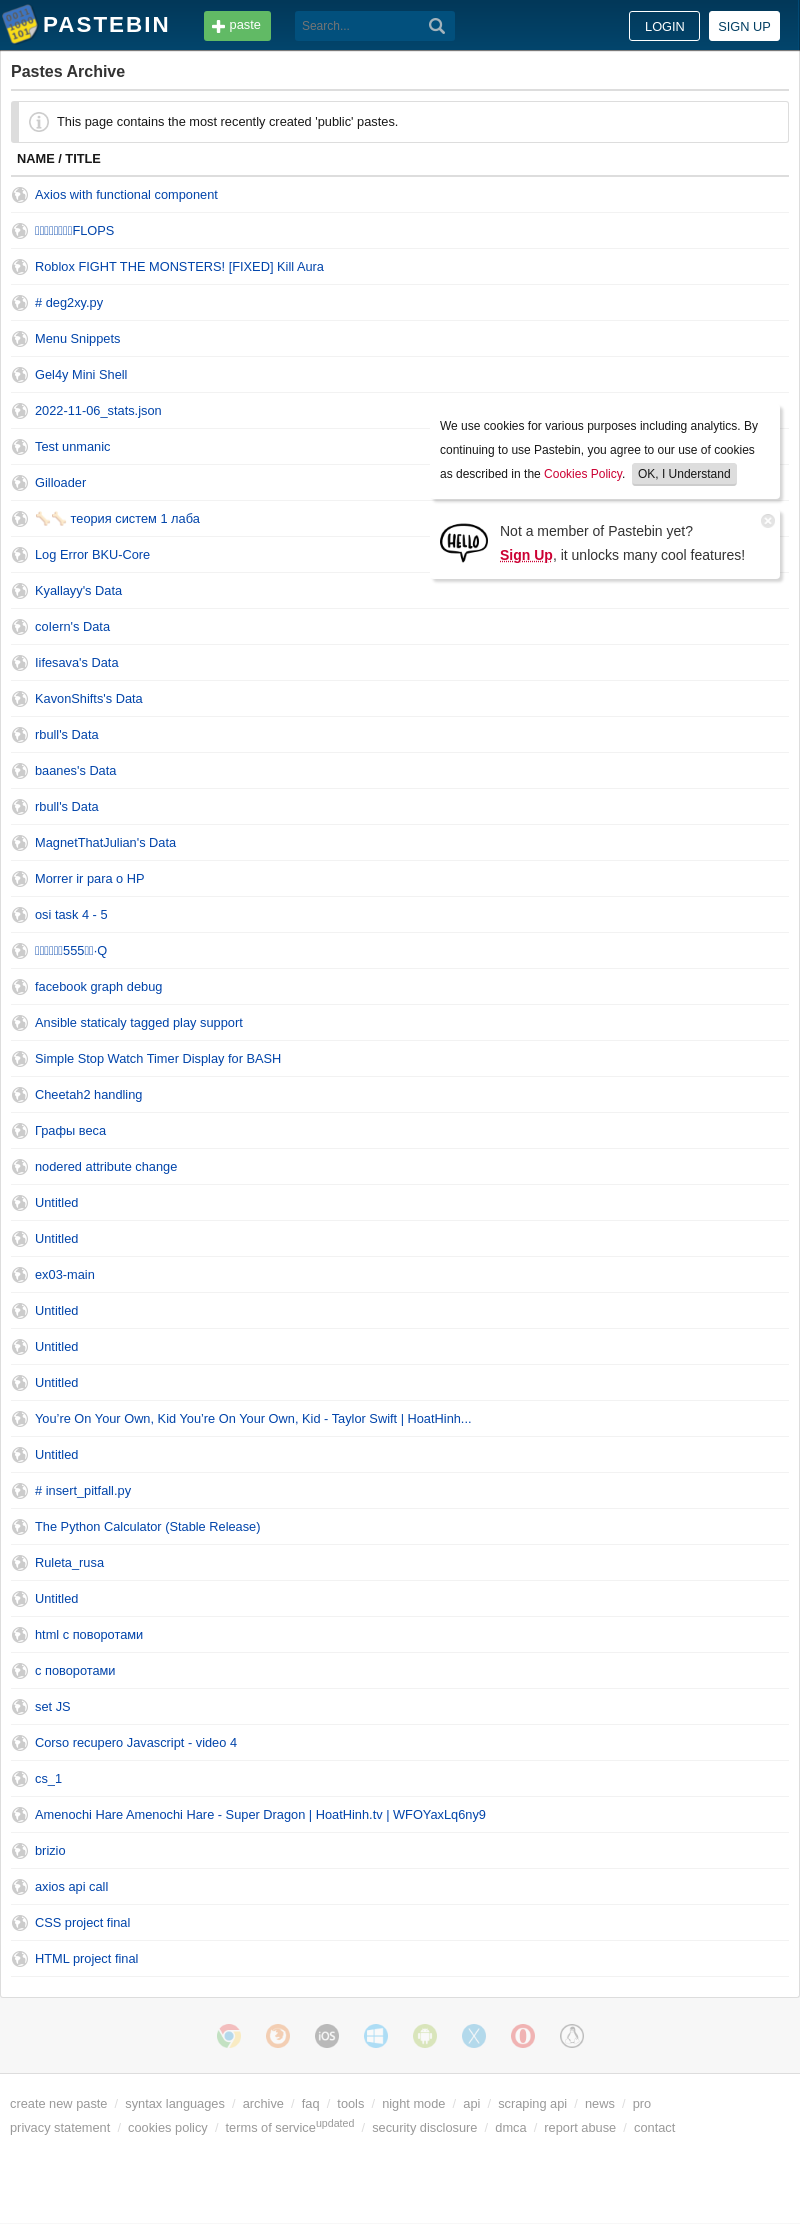 PASTEBIN
paste
Search...
LOGIN
SIGN UP
Pastes Archive
This page contains the most recently created 'public' pastes.
NAME / TITLE
Axios with functional component
FLOPS
Roblox FIGHT THE MONSTERS! [FIXED] Kill Aura
# deg2xy.py
Menu Snippets
Gel4y Mini Shell
2022-11-06_stats.json
Test unmanic
Gilloader
🦴🦴 теория систем 1 лаба
Log Error BKU-Core
Kyallayy's Data
coIern's Data
Iifesava's Data
KavonShifts's Data
rbull's Data
baanes's Data
rbull's Data
MagnetThatJulian's Data
Morrer ir para o HP
osi task 4 - 5
555·Q
facebook graph debug
Ansible staticaly tagged play support
Simple Stop Watch Timer Display for BASH
Cheetah2 handling
Графы веса
nodered attribute change
Untitled
Untitled
ex03-main
Untitled
Untitled
Untitled
You’re On Your Own, Kid You’re On Your Own, Kid - Taylor Swift | HoatHinh...
Untitled
# insert_pitfall.py
The Python Calculator (Stable Release)
Ruleta_rusa
Untitled
html с поворотами
с поворотами
set JS
Corso recupero Javascript - video 4
cs_1
Amenochi Hare Amenochi Hare - Super Dragon | HoatHinh.tv | WFOYaxLq6ny9
brizio
axios api call
CSS project final
HTML project final
We use cookies for various purposes including analytics. By
continuing to use Pastebin, you agree to our use of cookies
as described in the Cookies Policy. OK, I Understand
HELLO
Not a member of Pastebin yet?
Sign Up, it unlocks many cool features!
iOS
create new paste / syntax languages / archive / faq / tools / night mode / api / scraping api / news / pro
privacy statement / cookies policy / terms of serviceupdated / security disclosure / dmca / report abuse / contact